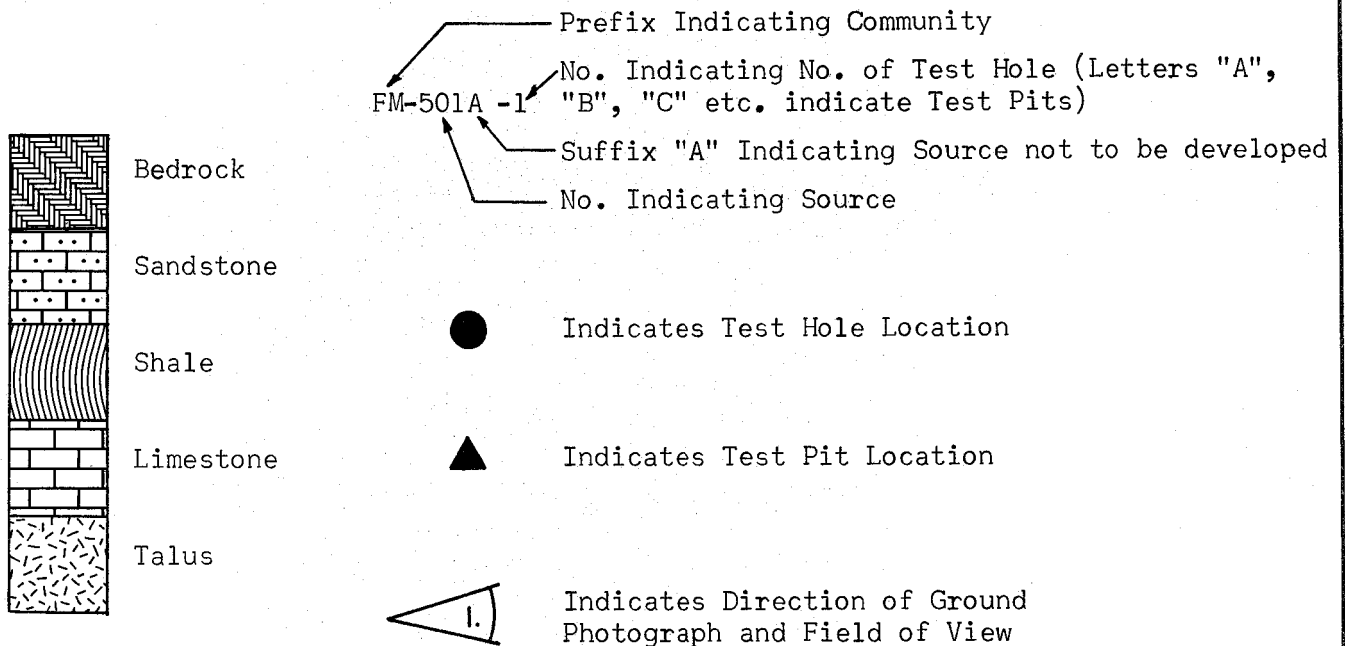 Prefix Indicating Community
No. Indicating No. of Test Hole (Letters "A",
"B", "C" etc. indicate Test Pits)
FM-501A -1
Suffix "A" Indicating Source not to be developed
No. Indicating Source
Bedrock
Sandstone
Shale
Limestone
Talus
Indicates Test Hole Location
Indicates Test Pit Location
1.
Indicates Direction of Ground
Photograph and Field of View